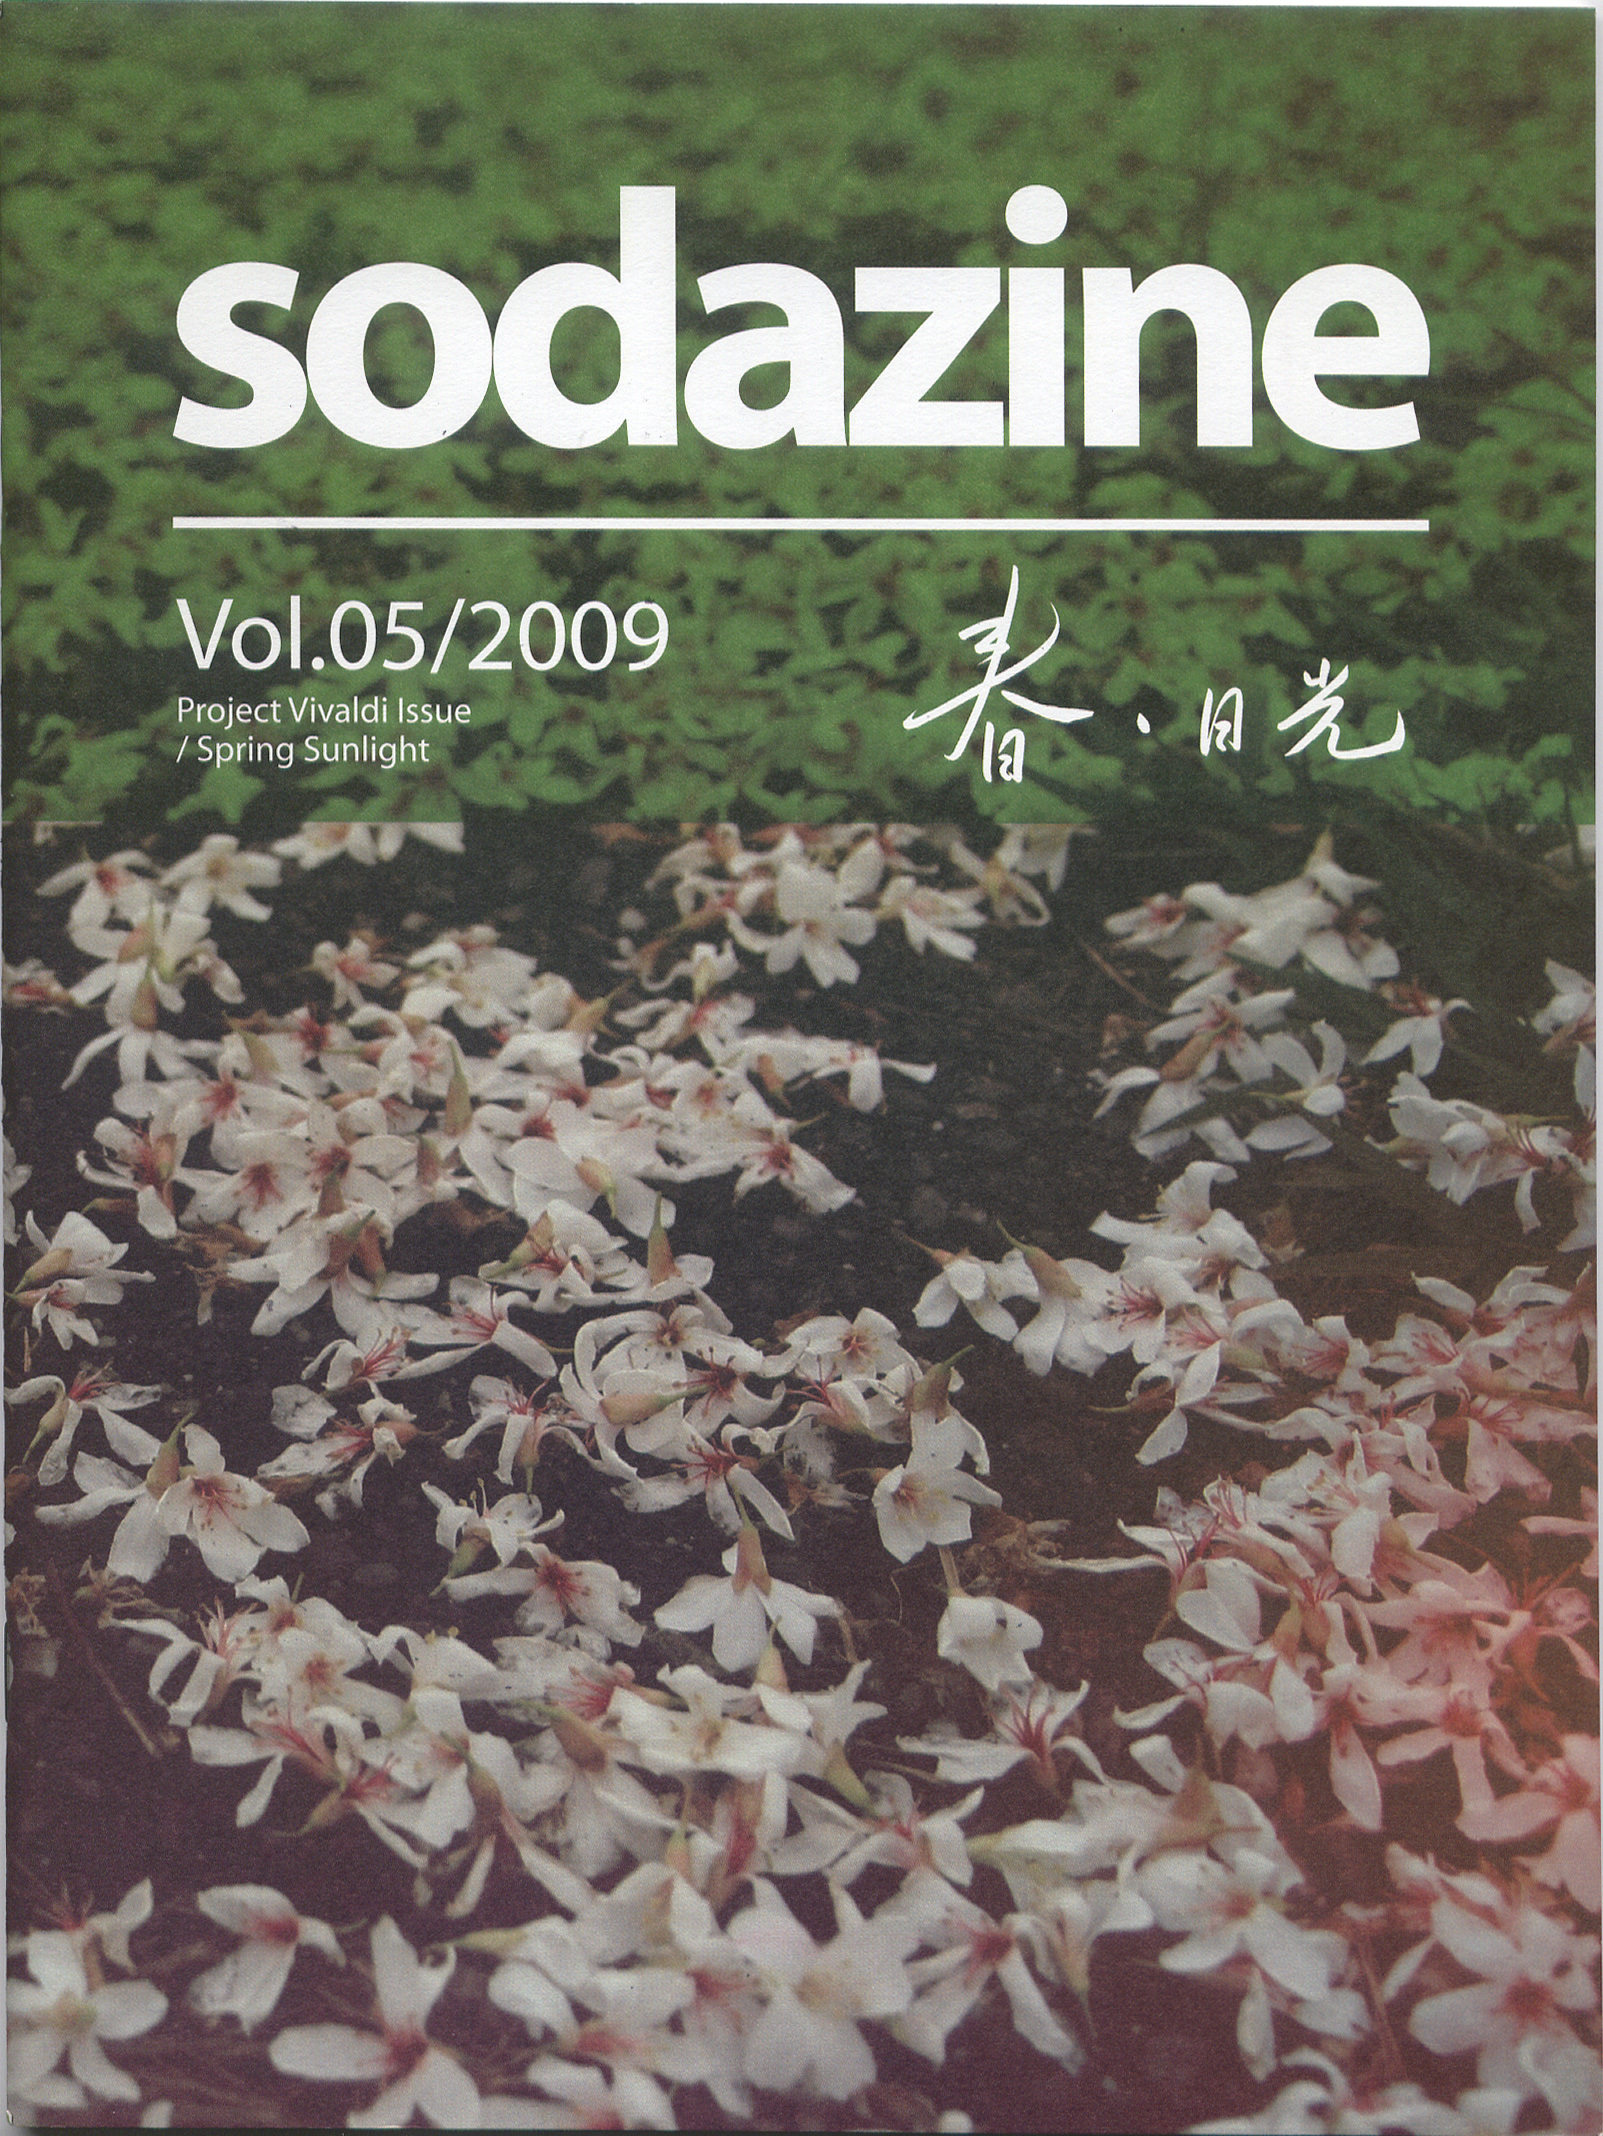 sodazine
Vol.05/2009
Project Vivaldi Issue
/ Spring Sunlight
春・日光